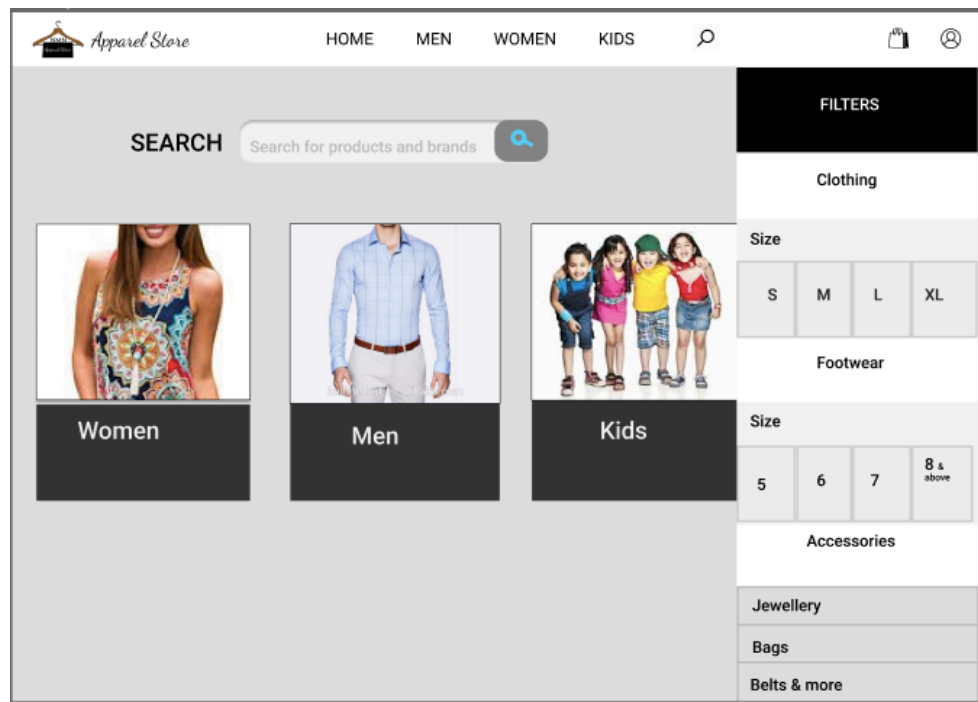 Apparel Store
HOME MEN WOMEN KIDS
FILTERS
SEARCH
Search for products and brands
Clothing
Size
S M L XL
Women
Men
Kids
Footwear
Size
5 6 7 8 &
above
Accessories
Jewellery
Bags
Belts & more